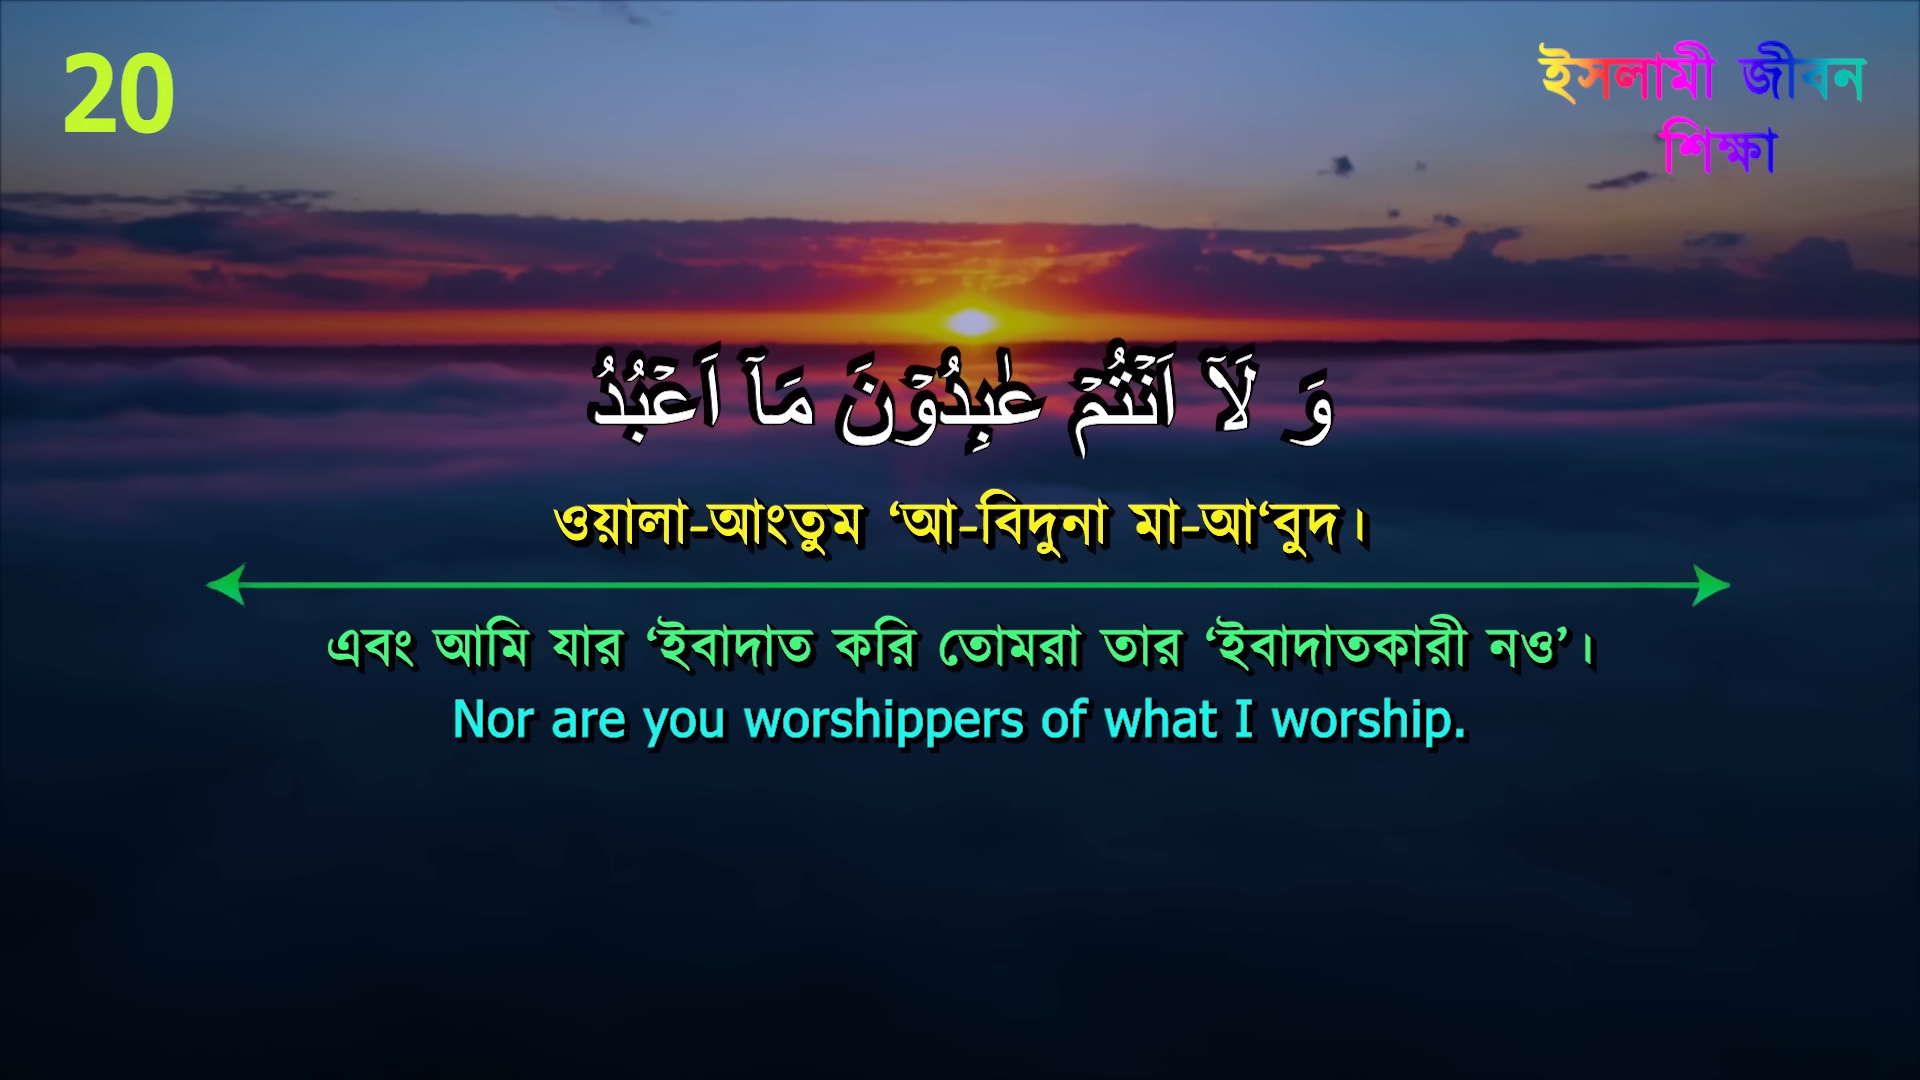 20
ইসলামী জীবন
শিক্ষা
وَ لَاۤ اَنْتُمْ عٰبِدُوْنَ مَاۤ اَعْبُدُ
ওয়ালা-আংতুম ‘আ-বিদুনা মা-আ‘বুদ।
এবং আমি যার ‘ইবাদাত করি তোমরা তার ‘ইবাদাতকারী নও’।
Nor are you worshippers of what I worship.